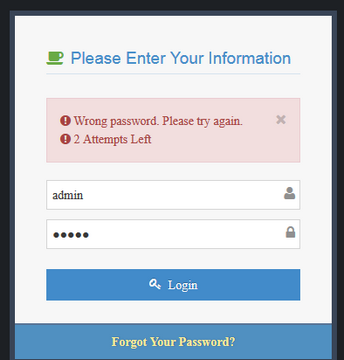 Please Enter Your Information
Wrong password. Please try again.
2 Attempts Left
admin
Login
Forgot Your Password?